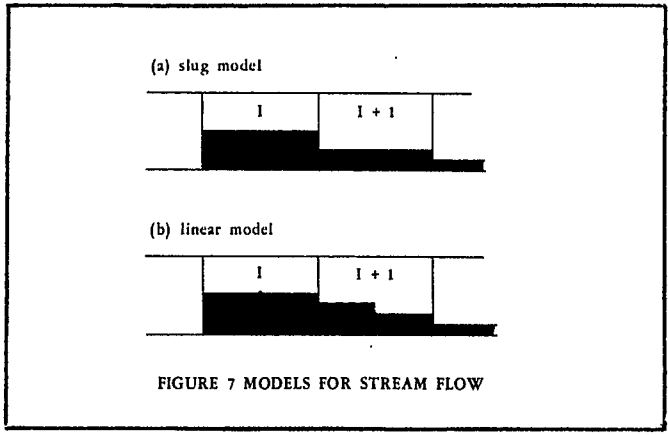 (a) slug model
I
I + 1
(b) linear model
I
I + 1
FIGURE 7 MODELS FOR STREAM FLOW